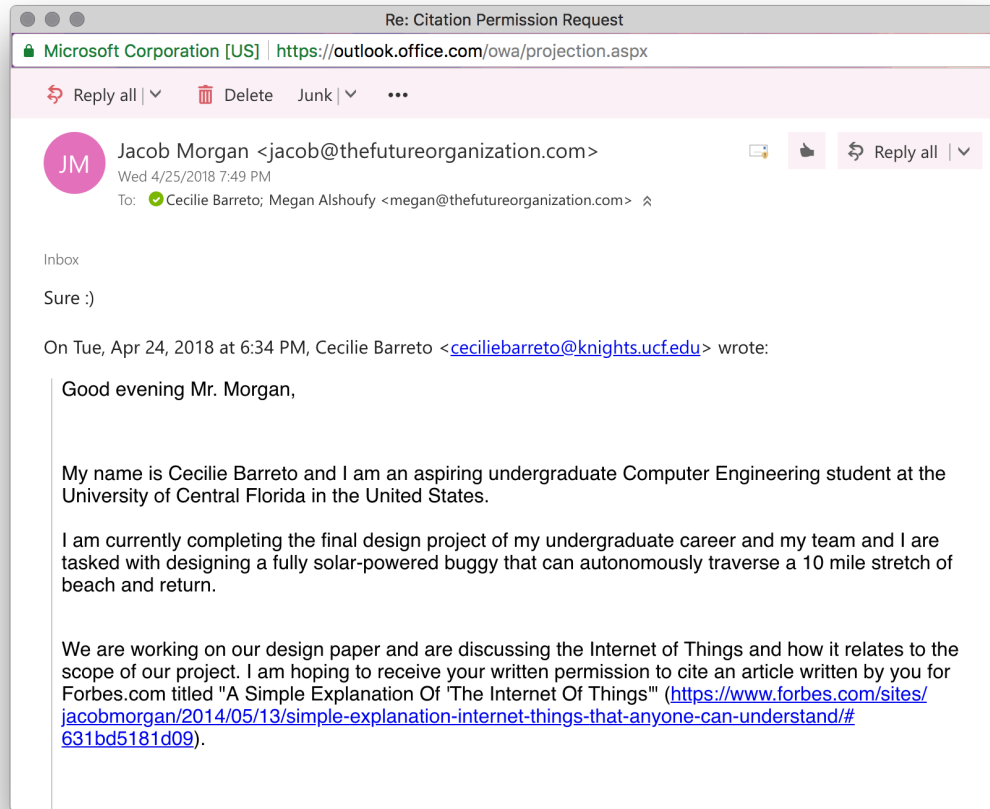 Re: Citation Permission Request
Microsoft Corporation [US] https://outlook.office.com/owa/projection.aspx
Reply all Delete Junk
JM
Jacob Morgan <jacob@thefutureorganization.com>
Reply all
Wed 4/25/2018 7:49 PM
To: Cecilie Barreto; Megan Alshoufy <megan@thefutureorganization.com>
Inbox
Sure :)
On Tue, Apr 24, 2018 at 6:34 PM, Cecilie Barreto <ceciliebarreto@knights.ucf.edu> wrote:
Good evening Mr. Morgan,
My name is Cecilie Barreto and I am an aspiring undergraduate Computer Engineering student at the
University of Central Florida in the United States.
I am currently completing the final design project of my undergraduate career and my team and I are
tasked with designing a fully solar-powered buggy that can autonomously traverse a 10 mile stretch of
beach and return.
We are working on our design paper and are discussing the Internet of Things and how it relates to the
scope of our project. I am hoping to receive your written permission to cite an article written by you for
Forbes.com titled "A Simple Explanation Of 'The Internet Of Things'" (https://www.forbes.com/sites/
jacobmorgan/2014/05/13/simple-explanation-internet-things-that-anyone-can-understand/#
631bd5181d09).